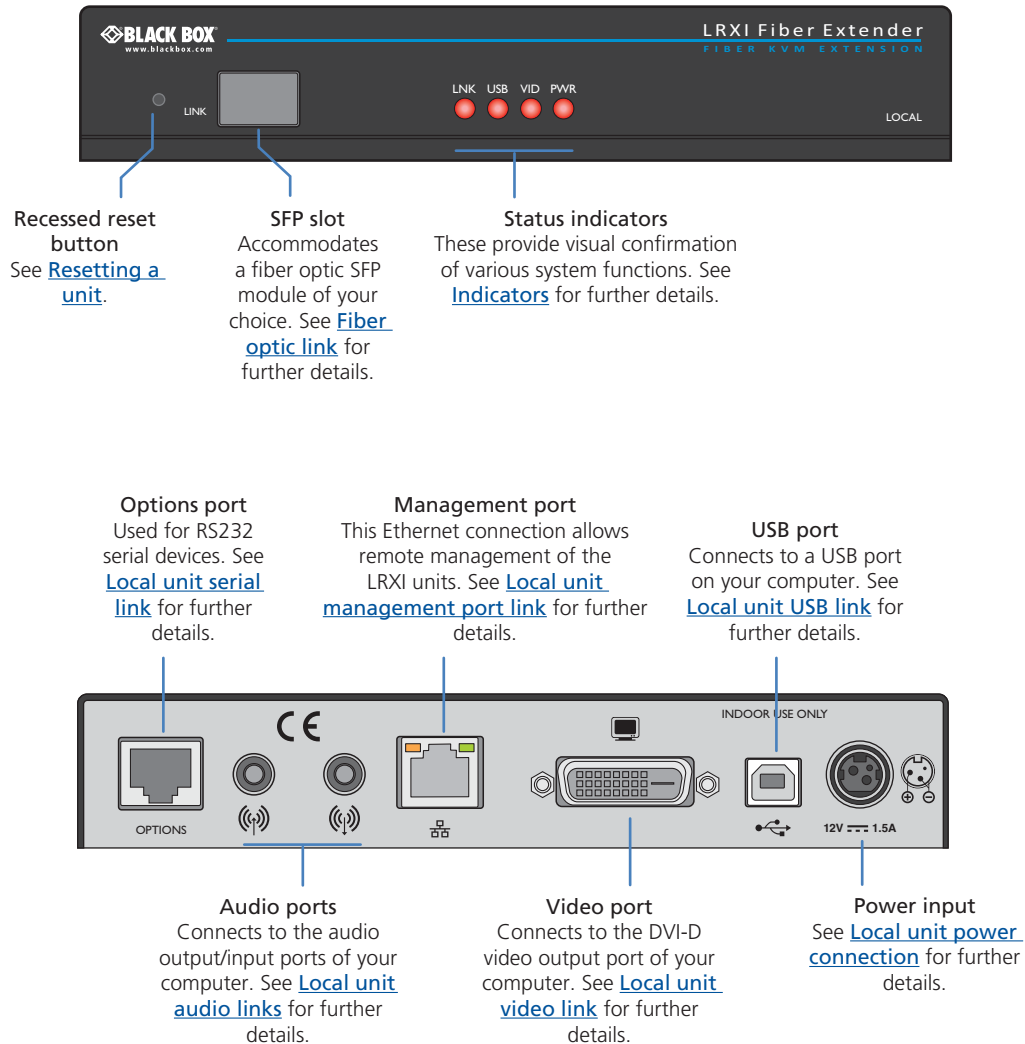 BLACK BOX
www.blackbox.com
LRXI Fiber Extender
FIBER KVM EXTENSION
LINK
LNK USB VID PWR
LOCAL
Recessed reset
button
See Resetting a
unit.
SFP slot
Accommodates
a fiber optic SFP
module of your
choice. See Fiber
optic link for
further details.
Status indicators
These provide visual confirmation
of various system functions. See
Indicators for further details.
Options port
Used for RS232
serial devices. See
Local unit serial
link for further
details.
Management port
This Ethernet connection allows
remote management of the
LRXI units. See Local unit
management port link for further
details.
USB port
Connects to a USB port
on your computer. See
Local unit USB link for
further details.
INDOOR USE ONLY
CE
OPTIONS
12V 1.5A
Audio ports
Connects to the audio
output/input ports of your
computer. See Local unit
audio links for further
details.
Video port
Connects to the DVI-D
video output port of your
computer. See Local unit
video link for further
details.
Power input
See Local unit power
connection for further
details.